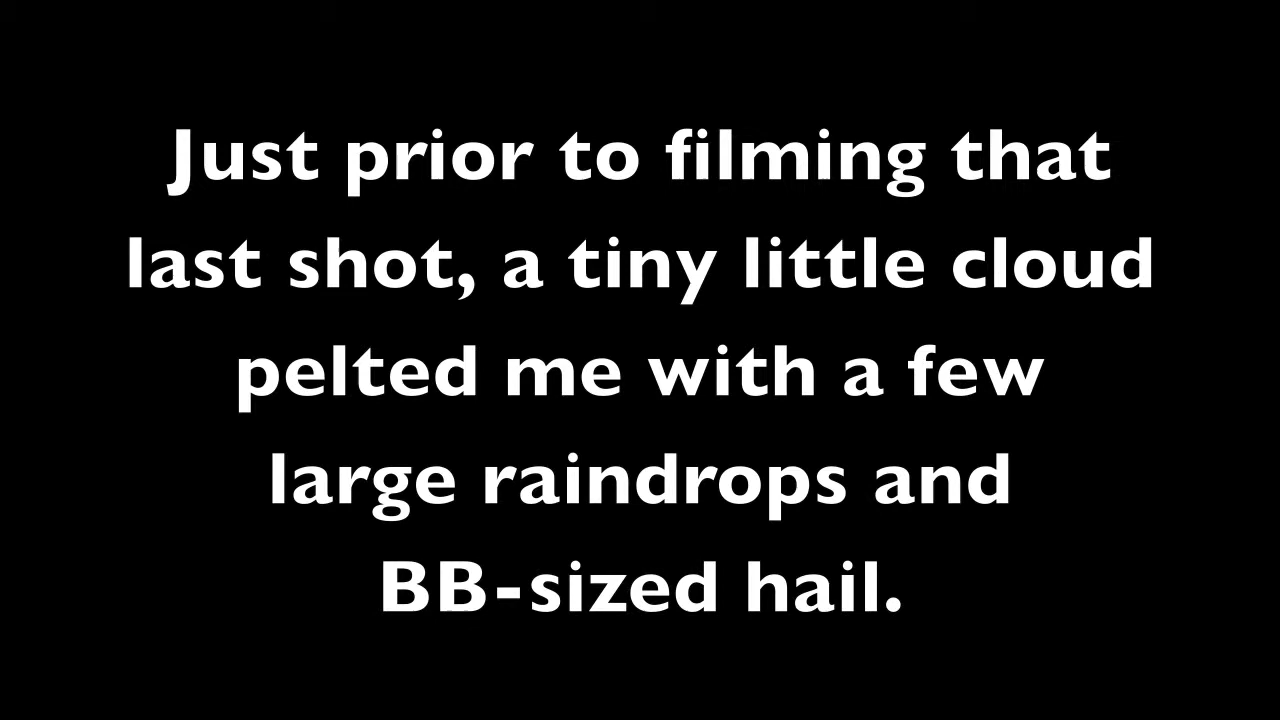 Just prior to filming that
last shot, a tiny little cloud
pelted me with a few
large raindrops and
BB-sized hail.